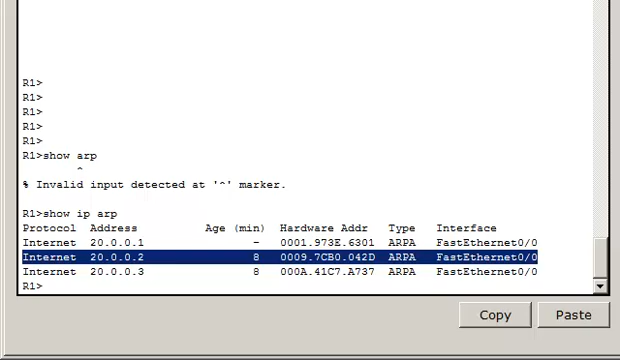 R1>
R1>
R1>
R1>
R1>
R1>show arp
^
% Invalid input detected at '^' marker.
R1>show ip arp
Protocol Address Age (min) Hardware Addr Type Interface
Internet 20.0.0.1 - 0001.973E.6301 ARPA FastEthernet0/0
Internet 20.0.0.2 8 0009.7CB0.042D ARPA FastEthernet0/0
Internet 20.0.0.3 8 000A.41C7.A737 ARPA FastEthernet0/0
R1>
Copy Paste